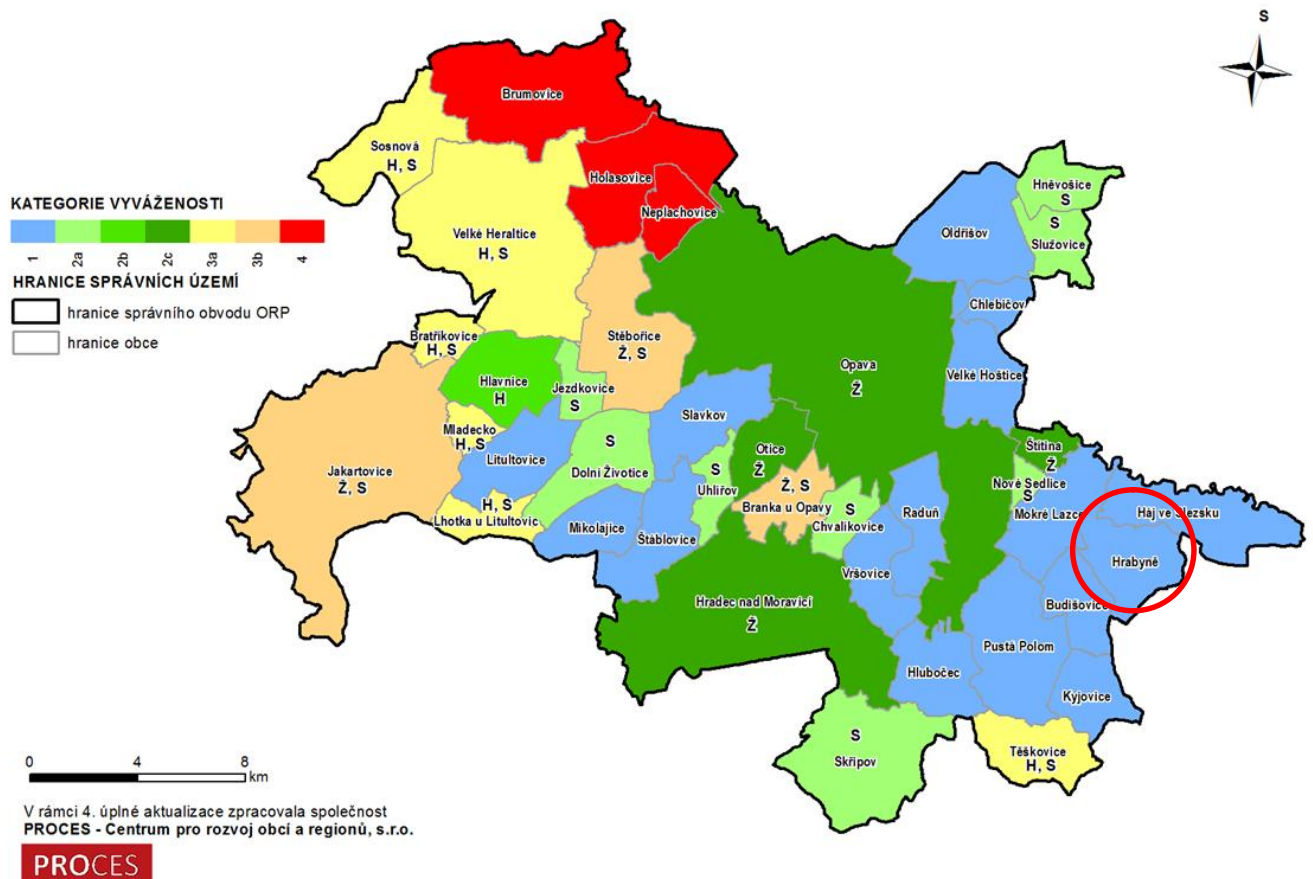 S
Brumovice
Sosnová
H, S
Holasovice
Neplachovice
Hněvošice
S
S
Služovice
KATEGORIE VYVÁŽENOSTI
1
2a
2b
2c
3a
3b
4
HRANICE SPRÁVNÍCH ÚZEMÍ
hranice správního obvodu ORP
hranice obce
Velké Heraltice
H, S
Oldřišov
Chlebičov
Bratříkovice
H, S
Stěbořice
Ž, S
Opava
Ž
Velké Hoštice
Hlavnice
H
Jezdkovice
S
Slavkov
Mladecko
H, S
Litultovice
S
Dolní Životice
Otice
Ž
Štítina
Ž
Jakartovice
Ž, S
H, S
Lhotka u Litultovic
S
Uhlířov
Ž, S
Branka u Opavy
S
Chvalíkovice
Raduň
Nové Sedlice
S
Mokré Lazce
Háj ve Slezsku
Mikolajice
Štáblovice
Vršovice
Hrabyně
Hradec nad Moravicí
Ž
Budišovice
Hlubočec
Pustá Polom
Kyjovice
S
Skřipov
Těškovice
H, S
0 4 8
km
V rámci 4. úplné aktualizace zpracovala společnost
PROCES - Centrum pro rozvoj obcí a regionů, s.r.o.
PROCES